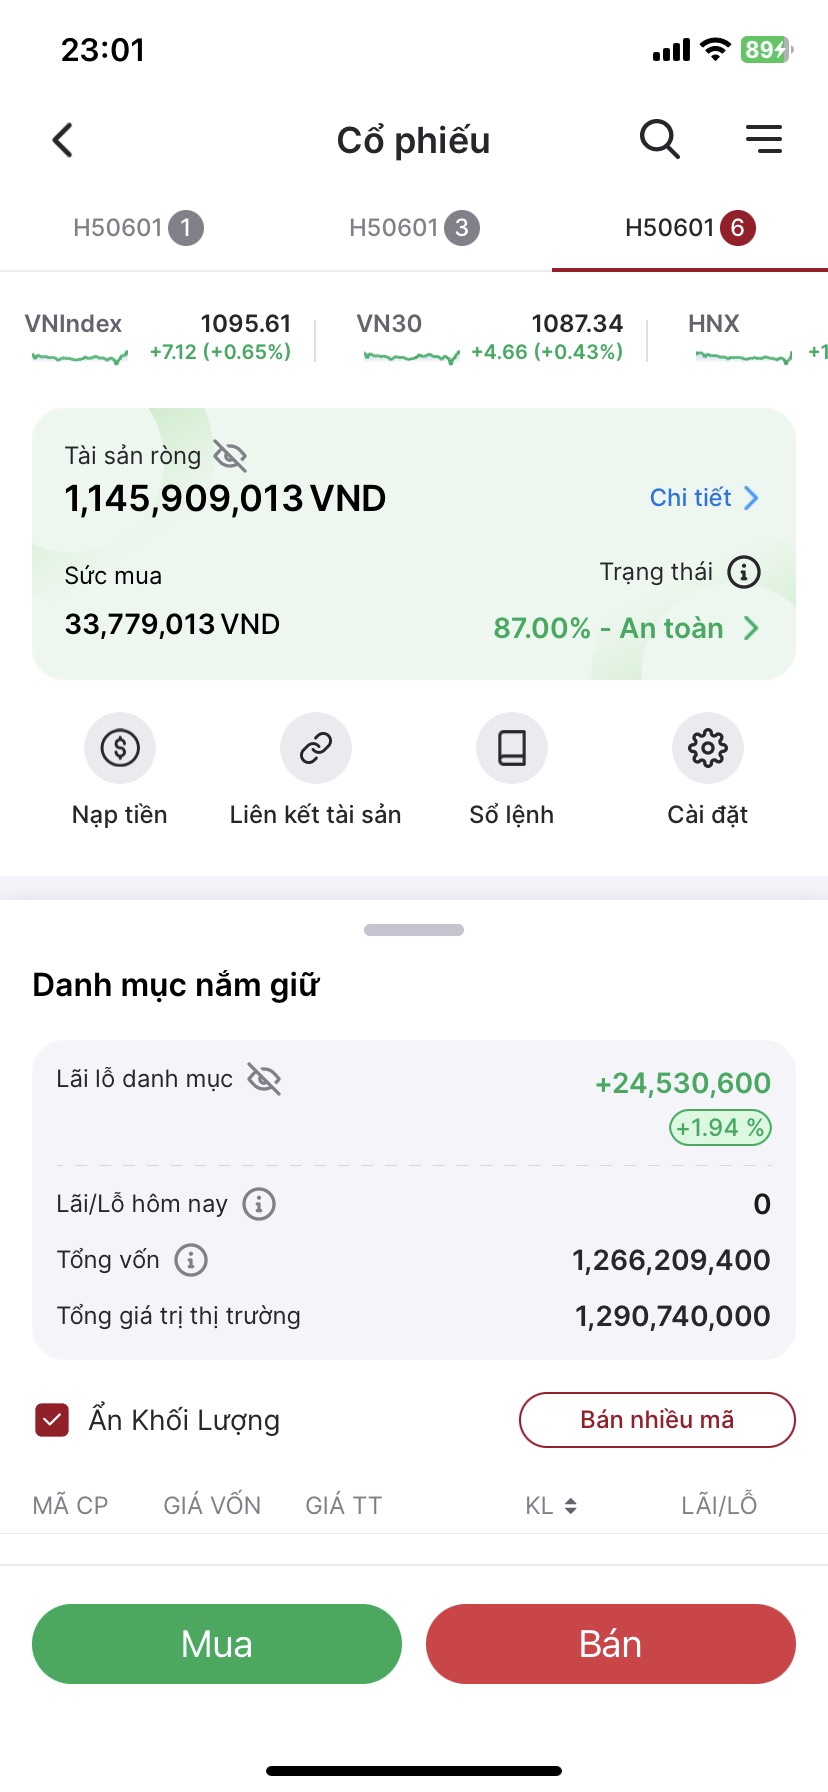 23:01
89
Cổ phiếu
H50601 1
H50601 3
H50601 6
VNIndex 1095.61
+7.12 (+0.65%)
VN30 1087.34
+4.66 (+0.43%)
HNX
+1
Tài sản ròng
1,145,909,013 VND
Chi tiết
Sức mua
Trạng thái
33,779,013 VND
87.00% - An toàn
Nạp tiền
Liên kết tài sản
Sổ lệnh
Cài đặt
Danh mục nắm giữ
Lãi lỗ danh mục +24,530,600
+1.94 %
Lãi/Lỗ hôm nay 0
Tổng vốn 1,266,209,400
Tổng giá trị thị trường 1,290,740,000
Ẩn Khối Lượng
Bán nhiều mã
MÃ CP GIÁ VỐN GIÁ TT KL LÃI/LỖ
Mua
Bán